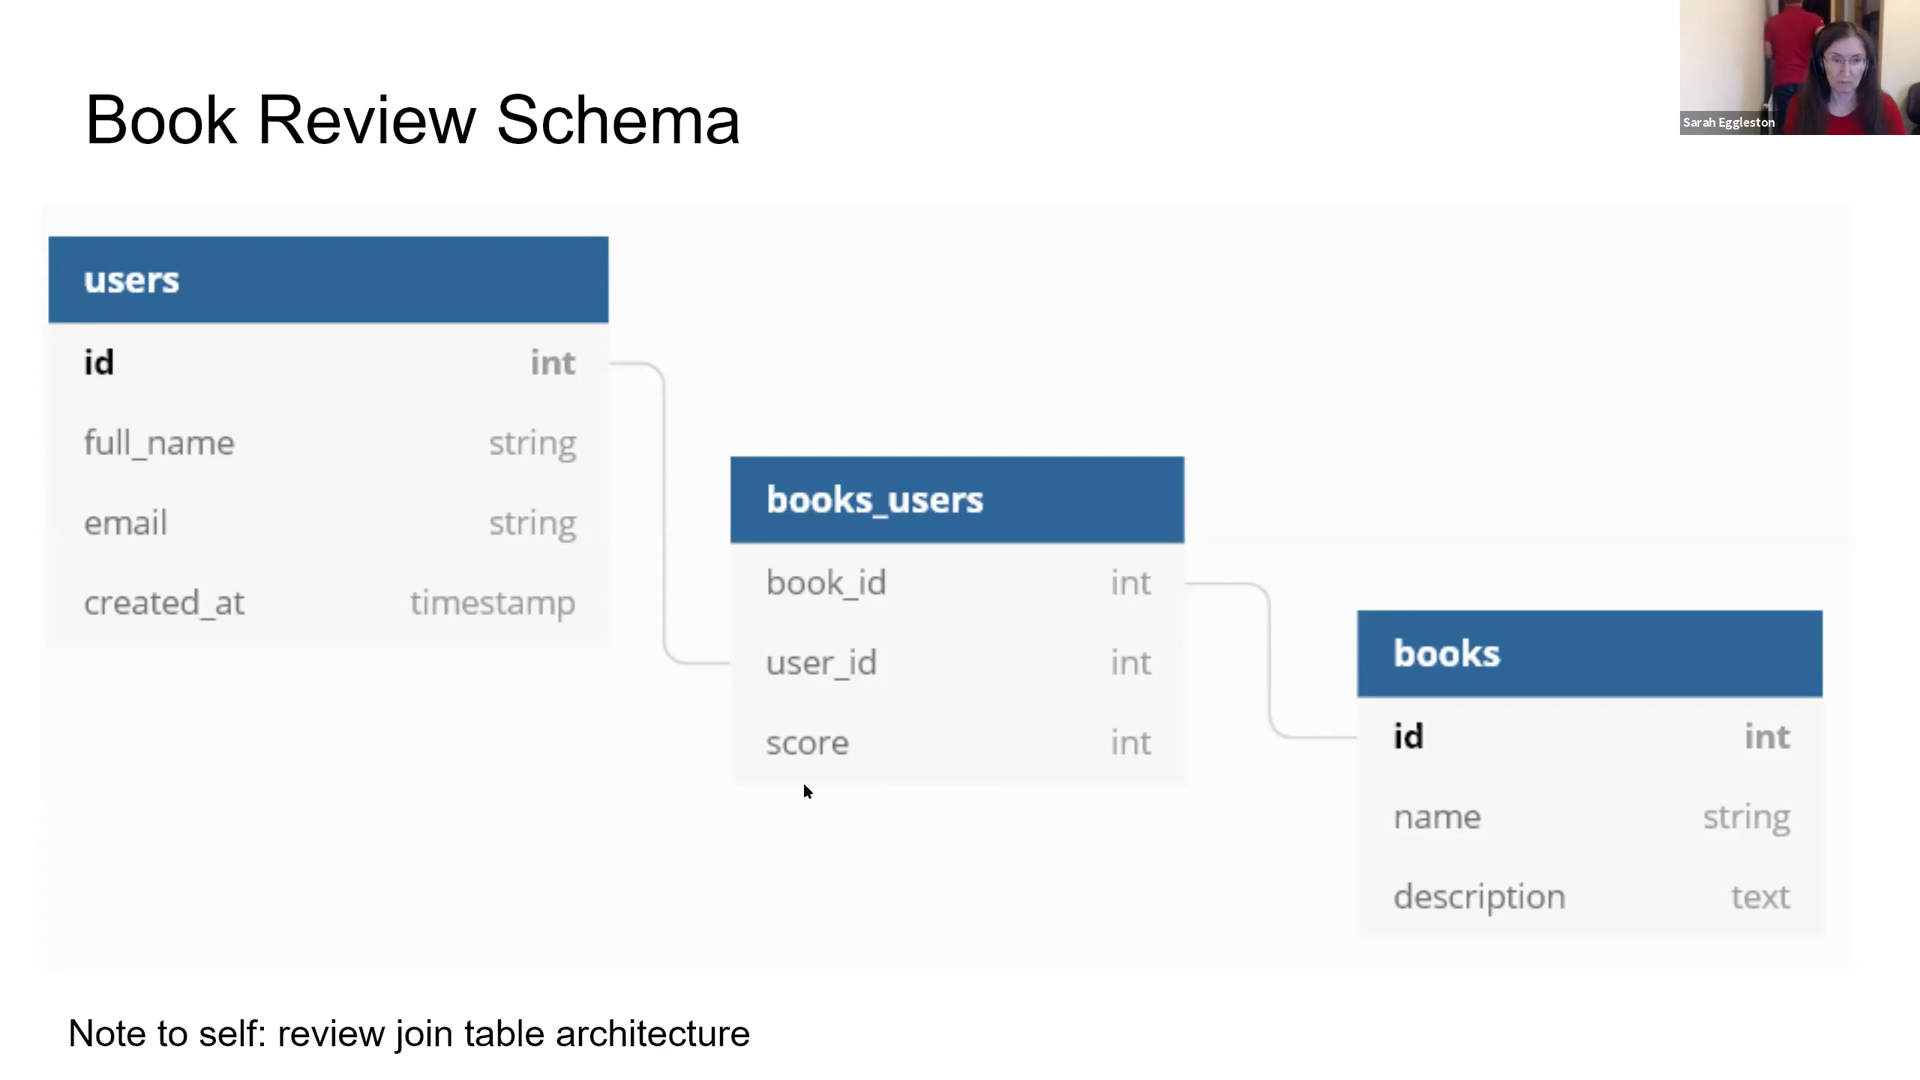 Book Review Schema
Sarah Eggleston
users
id int
full_name string
email string
created_at timestamp
books_users
book_id int
user_id int
score int
books
id int
name string
description text
Note to self: review join table architecture